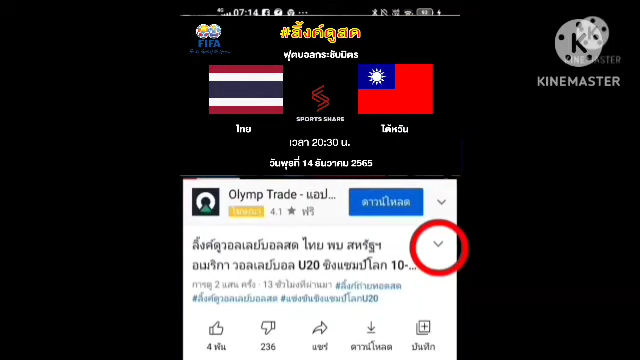 4G 07:14
93
FIFA
#ลิ้งค์ดูสด
ฟุตบอลกระชับมิตร
SPORTS SHARE
ไทย
ไต้หวัน
เวลา 20:30 น.
วันพุธที่ 14 ธันวาคม 2565
KINEMASTER
KINEMASTER
Olymp Trade - แอป...
โฆษณา 4.1 ★ ฟรี
ดาวน์โหลด
ลิ้งค์ดูวอลเลย์บอลสด ไทย พบ สหรัฐฯ
อเมริกา วอลเลย์บอล U20 ชิงแชมป์โลก 10-...
การดู 2 แสน ครั้ง · 13 ชั่วโมงที่ผ่านมา #ลิ้งก์ถ่ายทอดสด
#ลิ้งค์ดูวอลเลย์บอลสด #แข่งขันชิงแชมป์โลกU20
4 พัน
236
แชร์
ดาวน์โหลด
บันทึก